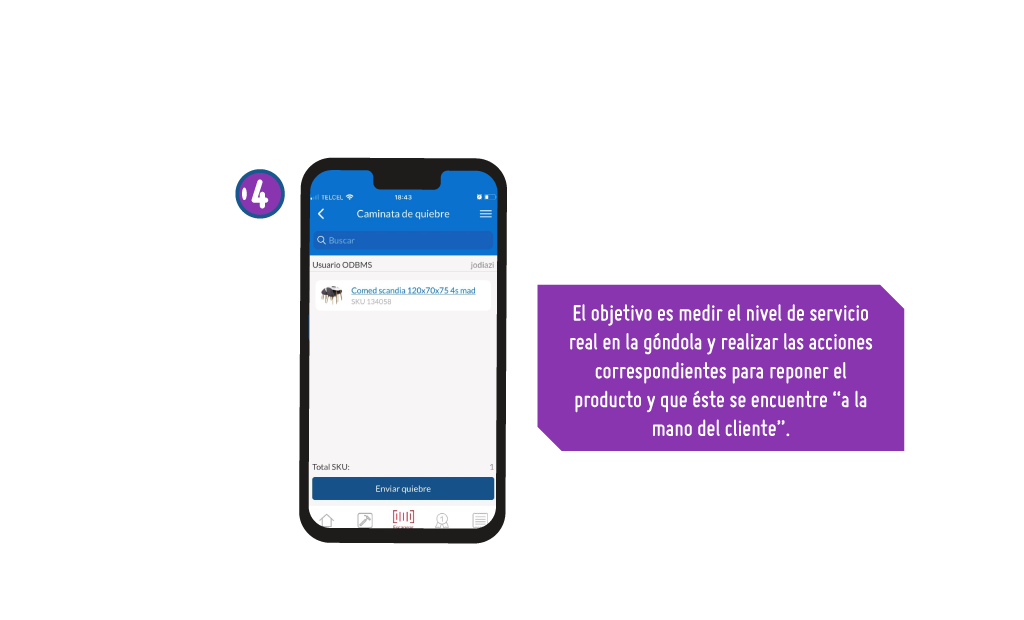 4
TELCEL 18:43
Caminata de quiebre
Buscar
Usuario ODBMS jodiazi
Comed scandia 120x70x75 4s mad
SKU 134058
Total SKU: 1
Enviar quiebre
1
El objetivo es medir el nivel de servicio
real en la góndola y realizar las acciones
correspondientes para reponer el
producto y que éste se encuentre “a la
mano del cliente”.